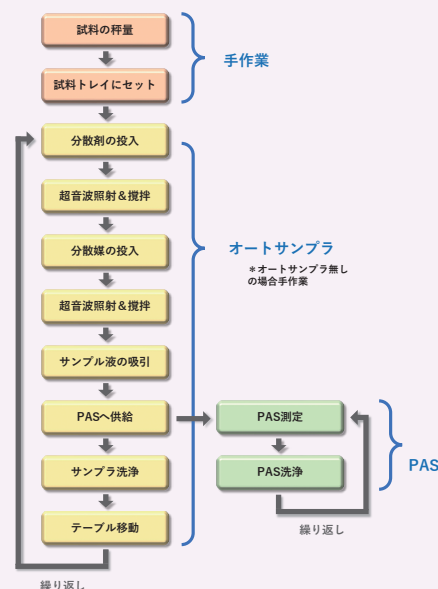 試料の秤量
手作業
試料トレイにセット
分散剤の投入
超音波照射＆撹拌
分散媒の投入
オートサンプラ
＊オートサンプラ無し
の場合手作業
超音波照射＆撹拌
サンプル液の吸引
PASへ供給
PAS測定
サンプラ洗浄
PAS洗浄
PAS
テーブル移動
繰り返し
繰り返し